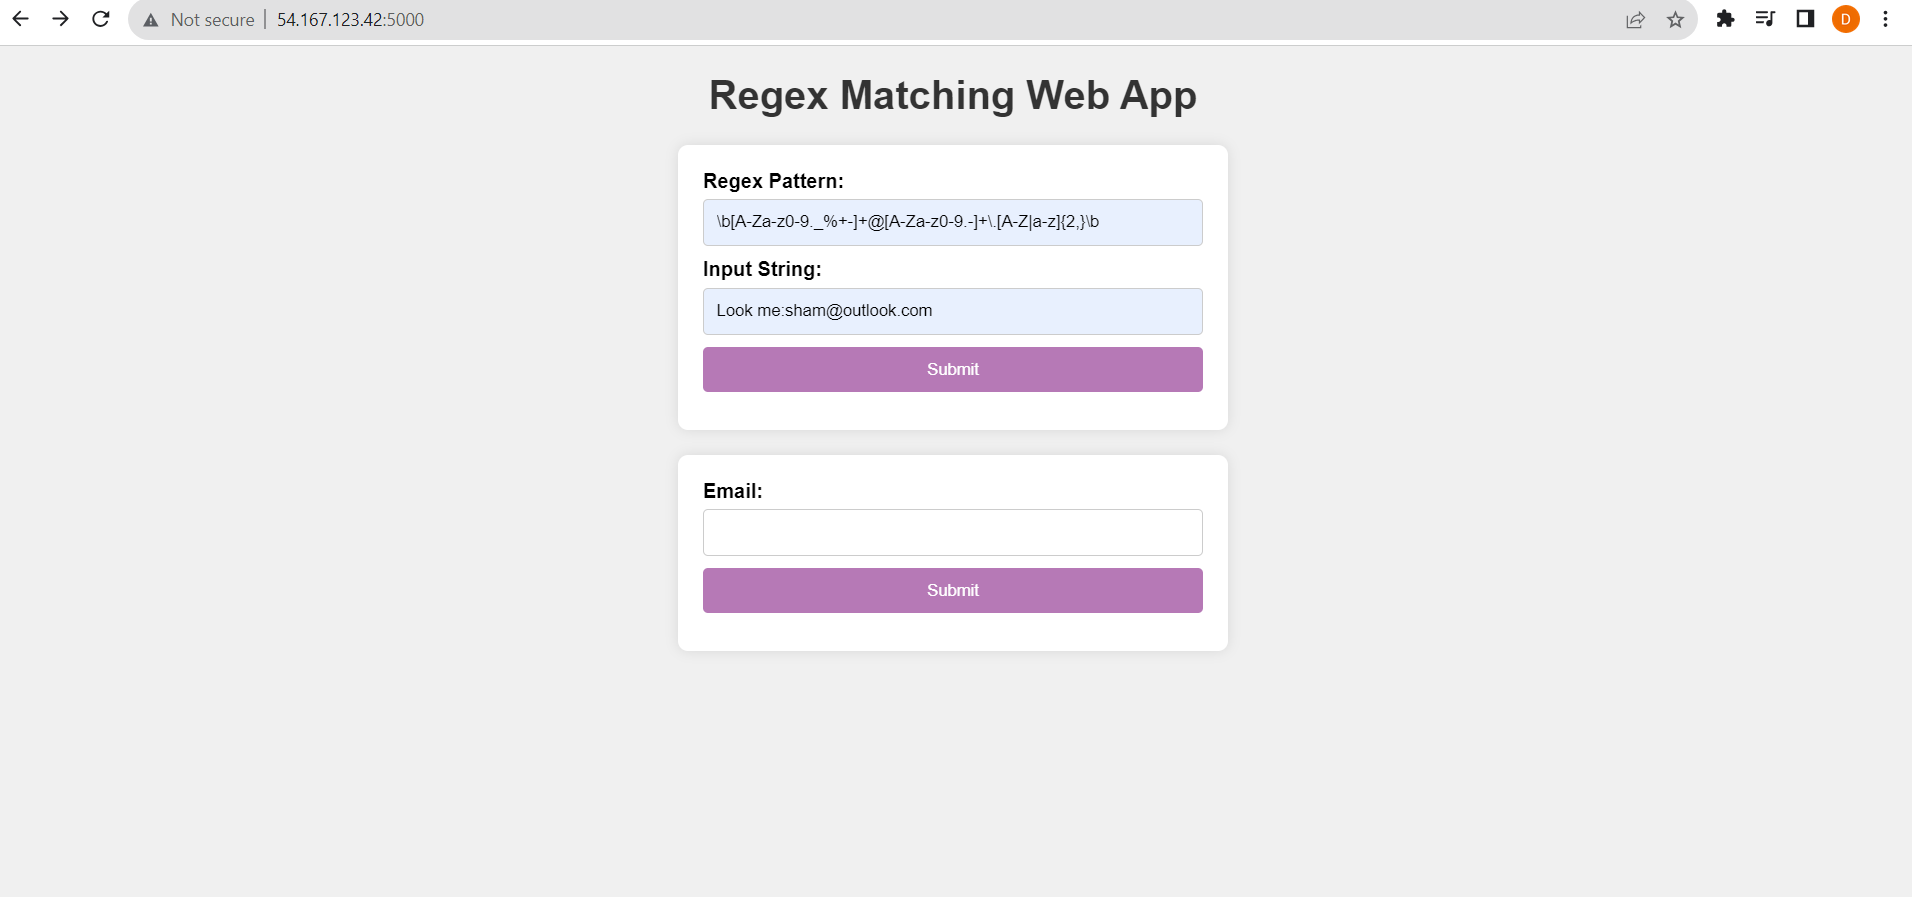 Not secure | 54.167.123.42:5000
D
Regex Matching Web App
Regex Pattern:
\b[A-Za-z0-9._%+-]+@[A-Za-z0-9.-]+\.[A-Z|a-z]{2,}\b
Input String:
Look me:sham@outlook.com
Submit
Email:
Submit